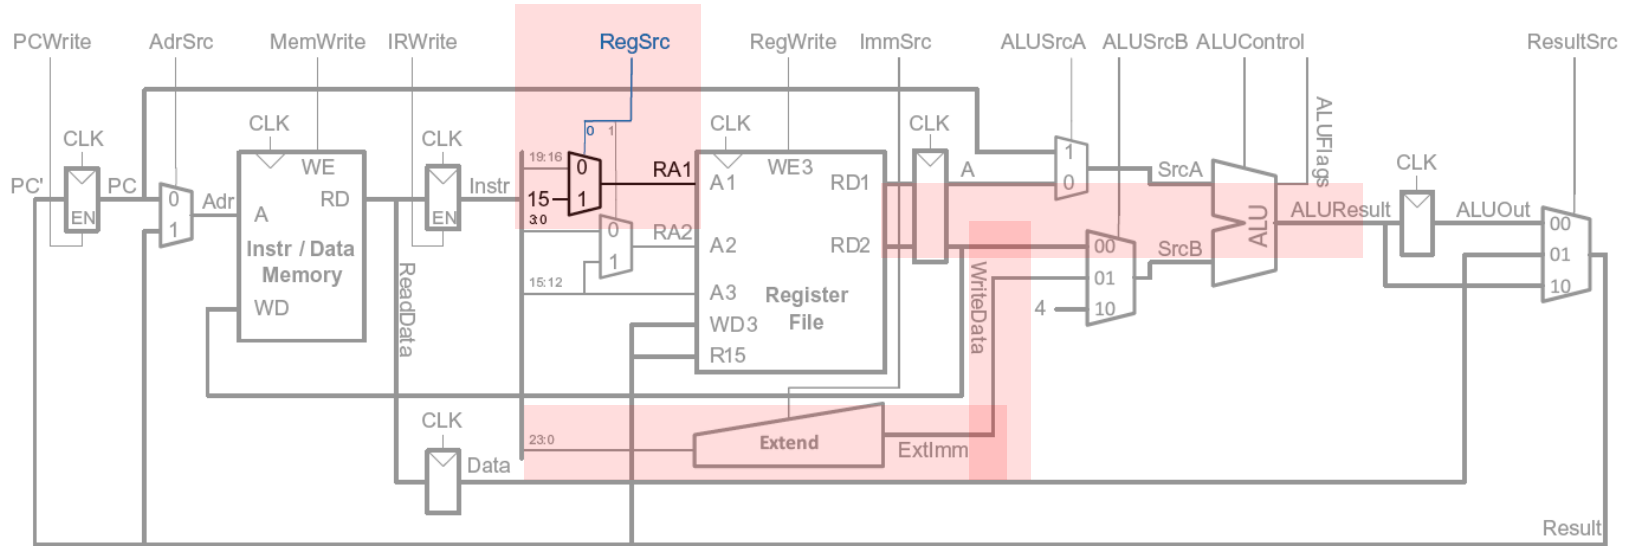 PCWrite AdrSrc MemWrite IRWrite RegSrc RegWrite ImmSrc ALUSrcA ALUSrcB ALUControl ResultSrc
ALUFlags
CLK CLK CLK CLK CLK CLK
0 1
PC' PC EN
0
1
Adr
WE
A RD
Instr / Data
Memory
WD
EN
Instr
ReadData
19:16
15
3:0
0
1
RA1
0
1
RA2
15:12
WE3
A1 RD1
A2 RD2
A3
WD3
R15
Register
File
A
WriteData
1
0
SrcA
00
01
10
4
SrcB
ALU
ALUResult
ALUOut
00
01
10
23:0
Extend
ExtImm
CLK
Data
Result